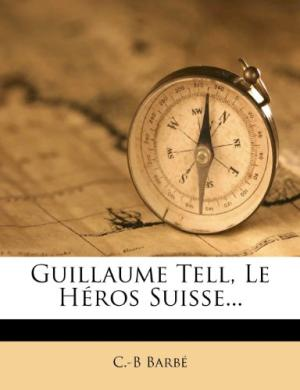 Guillaume Tell, Le
Héros Suisse...
C.-B Barbé